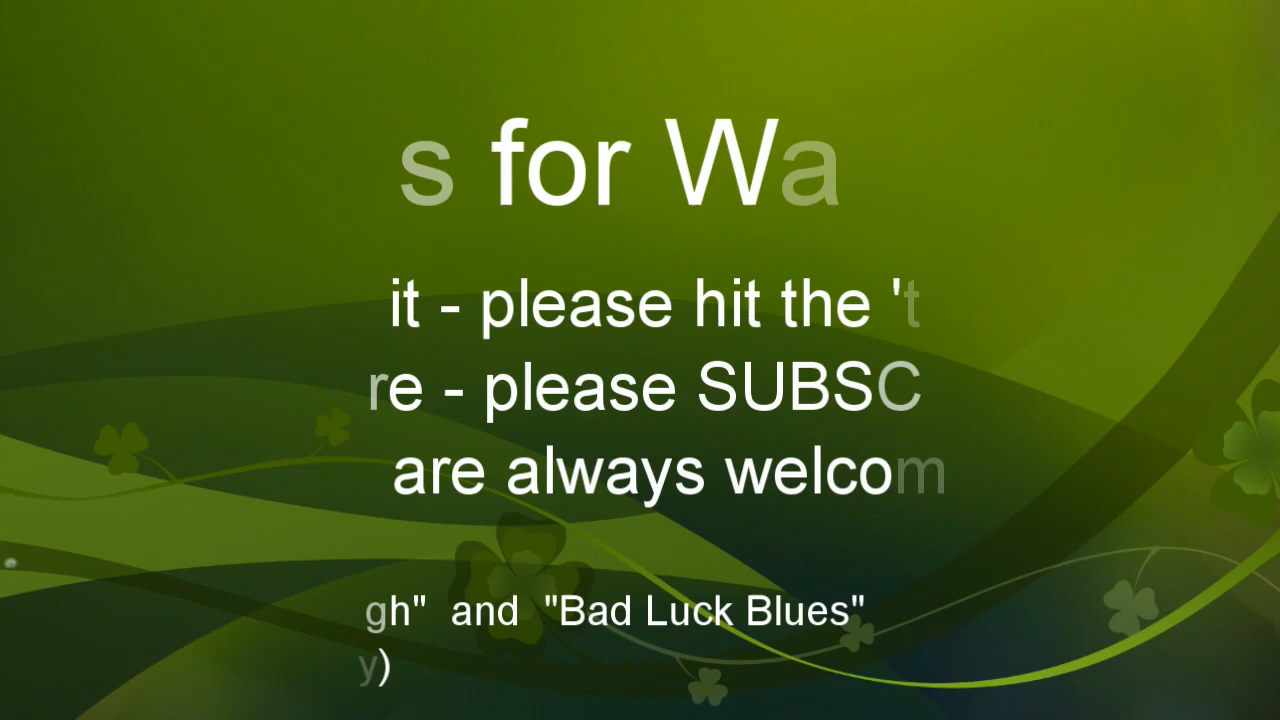 s for Wa
it - please hit the 't
re - please SUBSC
are always welcom
gh" and "Bad Luck Blues"
y)